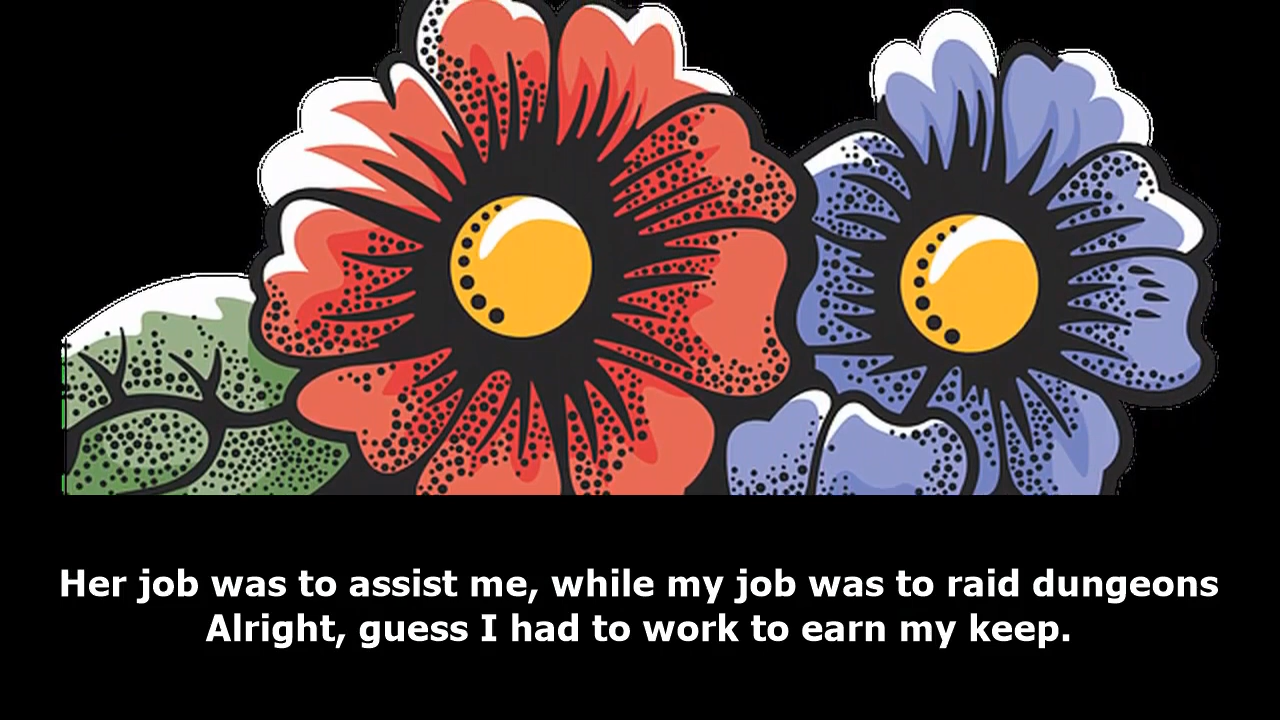 Her job was to assist me, while my job was to raid dungeons
Alright, guess I had to work to earn my keep.